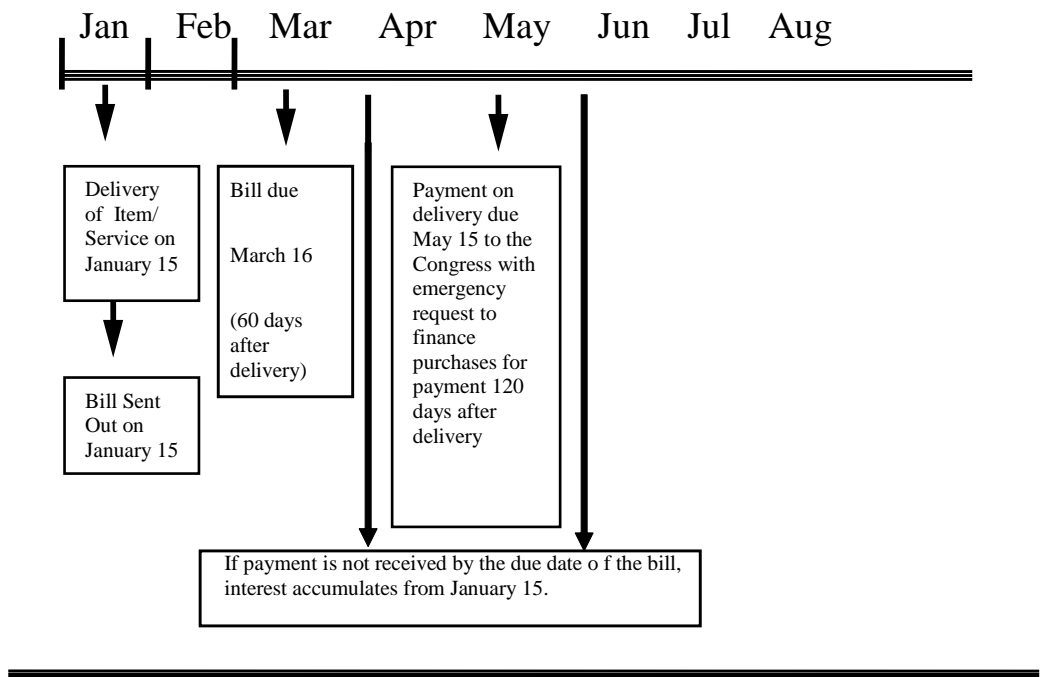 Jan Feb Mar Apr May Jun Jul Aug
Delivery
of Item/
Service on
January 15
Bill Sent
Out on
January 15
Bill due
March 16
(60 days
after
delivery)
Payment on
delivery due
May 15 to the
Congress with
emergency
request to
finance
purchases for
payment 120
days after
delivery
If payment is not received by the due date o f the bill,
interest accumulates from January 15.